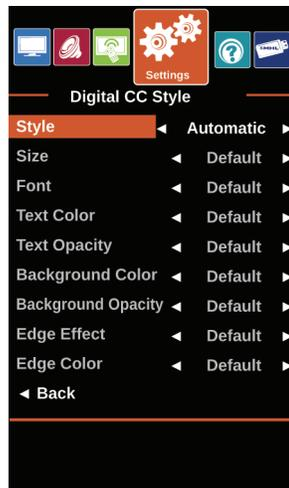 Settings
Digital CC Style
Style ◄ Automatic ►
Size ◄ Default ►
Font ◄ Default ►
Text Color ◄ Default ►
Text Opacity ◄ Default ►
Background Color ◄ Default ►
Background Opacity ◄ Default ►
Edge Effect ◄ Default ►
Edge Color ◄ Default ►
◄ Back